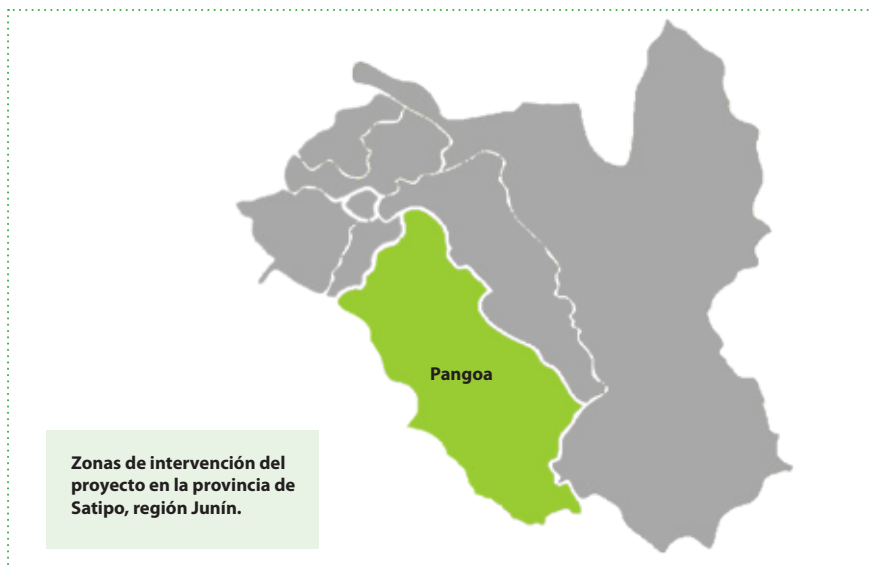 Pangoa
Zonas de intervención del
proyecto en la provincia de
Satipo, región Junín.